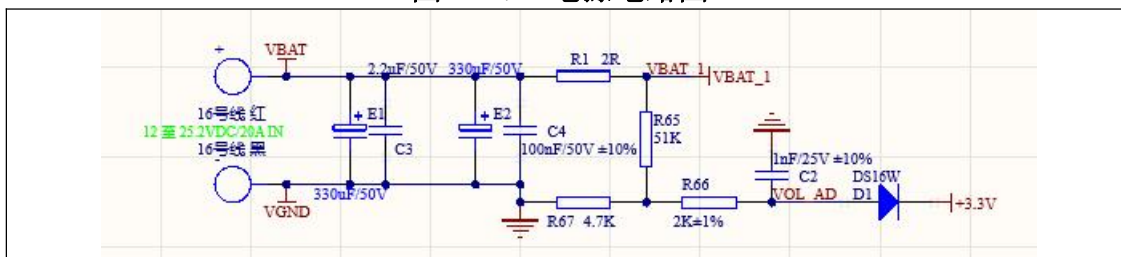 +
VBAT
2.2uF/50V
330uF/50V
R1 2R
VBAT_1
VBAT_1
16号线 红
12 至 25.2VDC/20A IN
16号线 黑
-
E1
C3
E2
C4
100nF/50V ±10%
R65
51K
1nF/25V ±10%
C2
DS16W
D1
R66
VOL_AD
+3.3V
VGND
330uF/50V
R67 4.7K
2K±1%